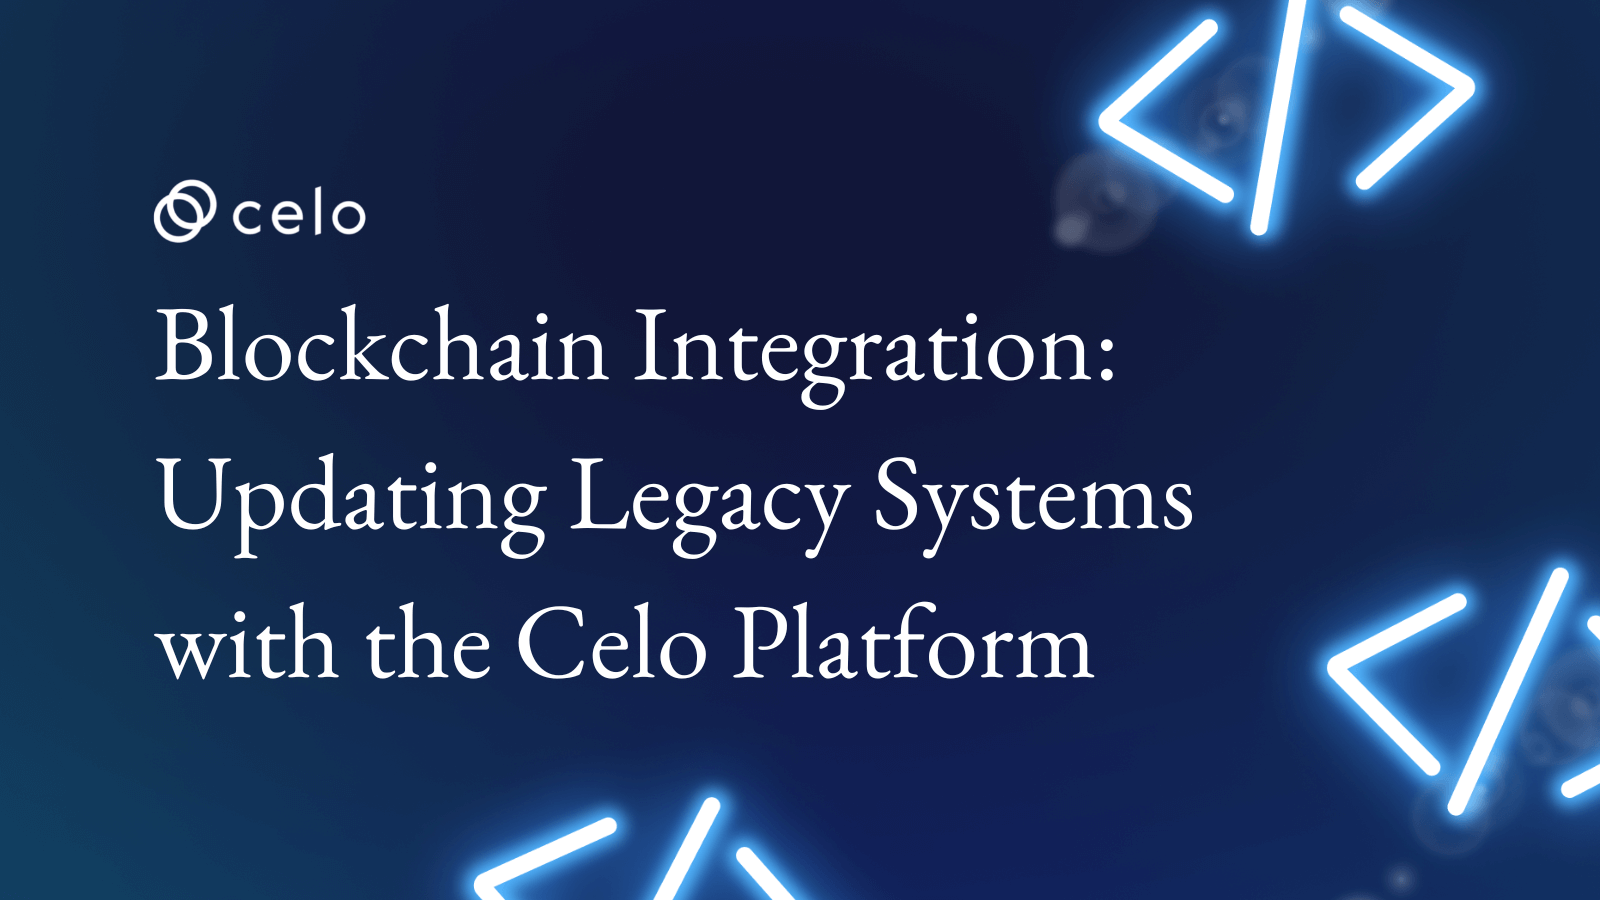 celo
Blockchain Integration:
Updating Legacy Systems
with the Celo Platform